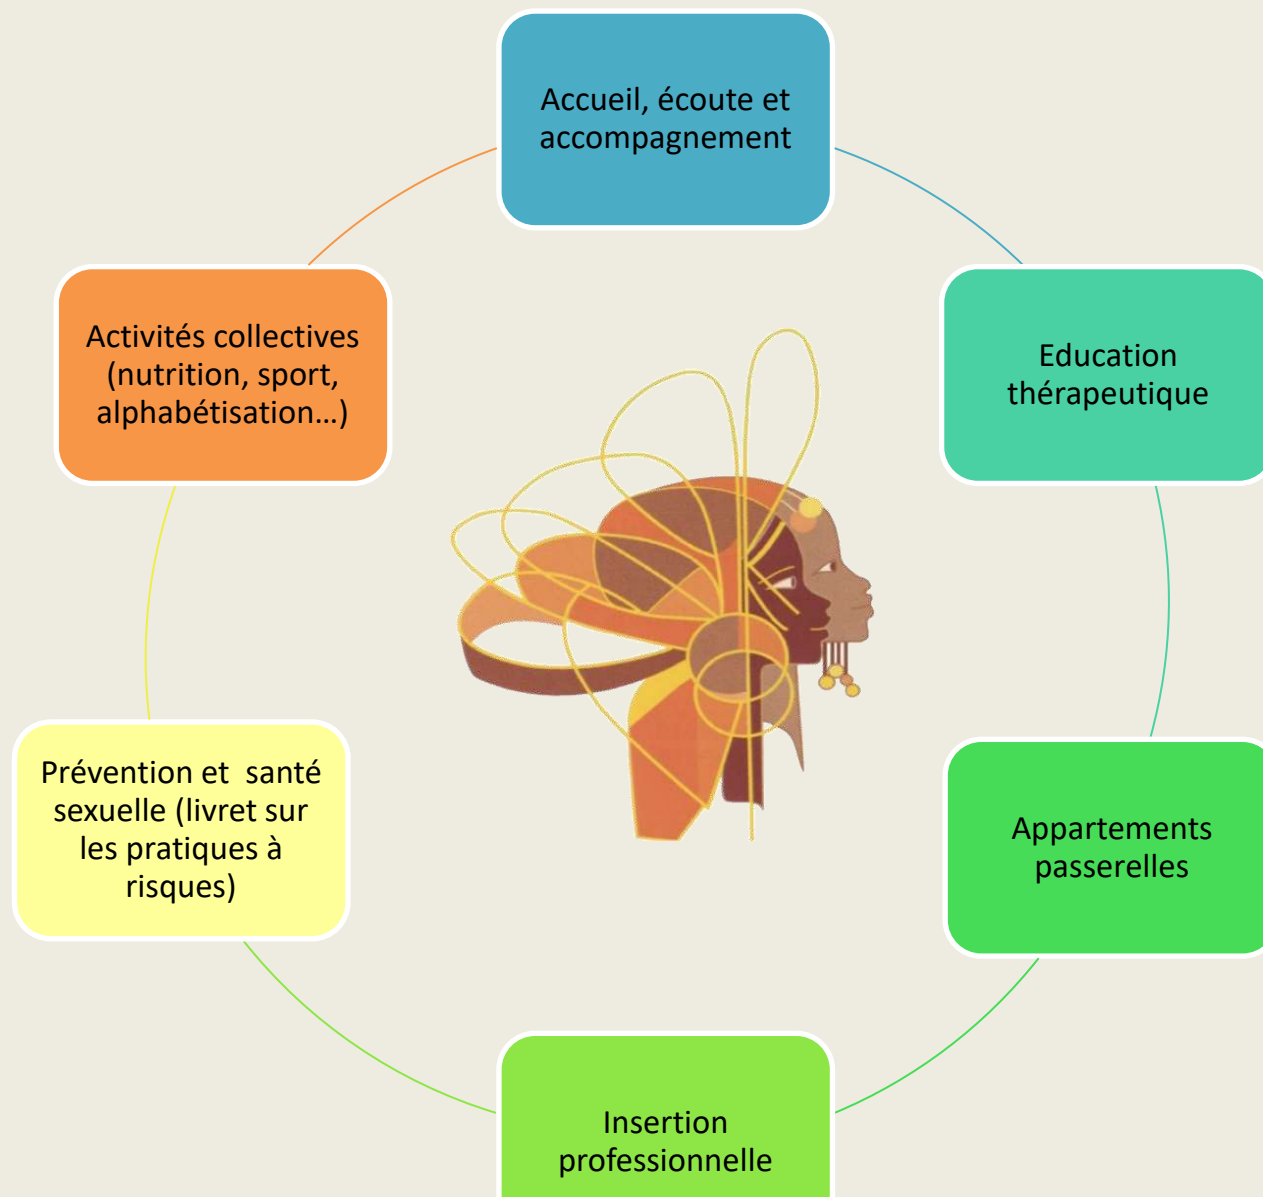 Accueil, écoute et
accompagnement
Education
thérapeutique
Appartements
passerelles
Insertion
professionnelle
Prévention et  santé
sexuelle (livret sur
les pratiques à
risques)
Activités collectives
(nutrition, sport,
alphabétisation…)